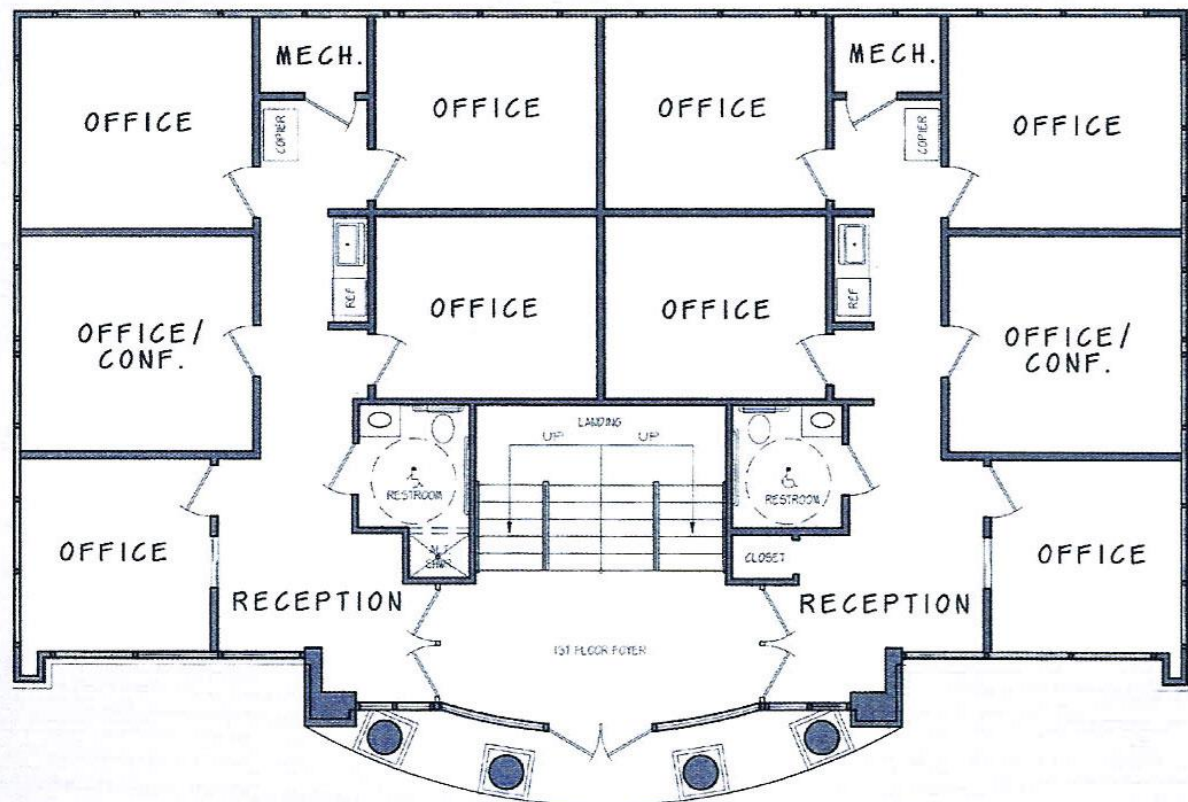 MECH.
MECH.
OFFICE
OFFICE
OFFICE
OFFICE
COPIER
COPIER
OFFICE/
CONF.
REF
OFFICE
OFFICE
REF
OFFICE/
CONF.
LANDING
UP
UP
RESTROOM
RESTROOM
OFFICE
CLOSET
OFFICE
RECEPTION
RECEPTION
1ST FLOOR FOYER